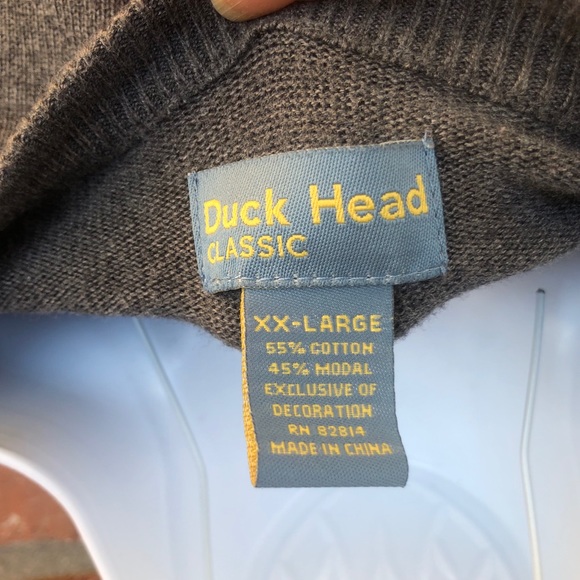 Duck Head
CLASSIC
XX-LARGE
55% COTTON
45% MODAL
EXCLUSIVE OF
DECORATION
RN 82814
MADE IN CHINA